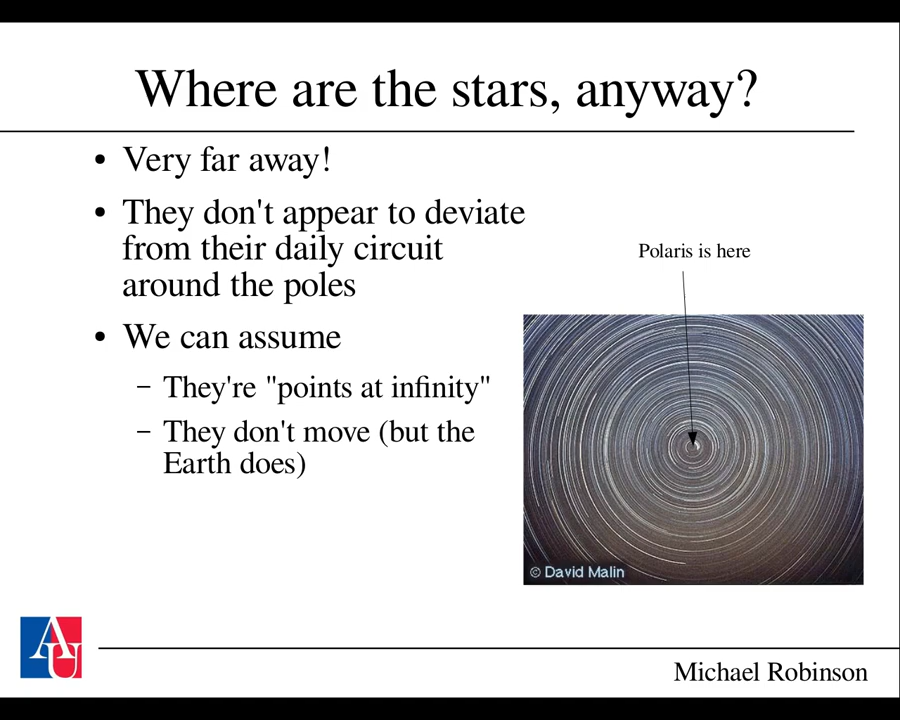 Where are the stars, anyway?
• Very far away!
• They don't appear to deviate
from their daily circuit
around the poles
• We can assume
– They're "points at infinity"
– They don't move (but the
Earth does)
Polaris is here
© David Malin
AU
Michael Robinson